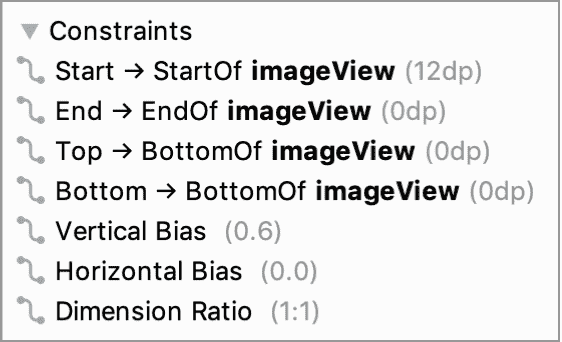 Constraints
Start → StartOf imageView (12dp)
End → EndOf imageView (0dp)
Top → BottomOf imageView (0dp)
Bottom → BottomOf imageView (0dp)
Vertical Bias (0.6)
Horizontal Bias (0.0)
Dimension Ratio (1:1)